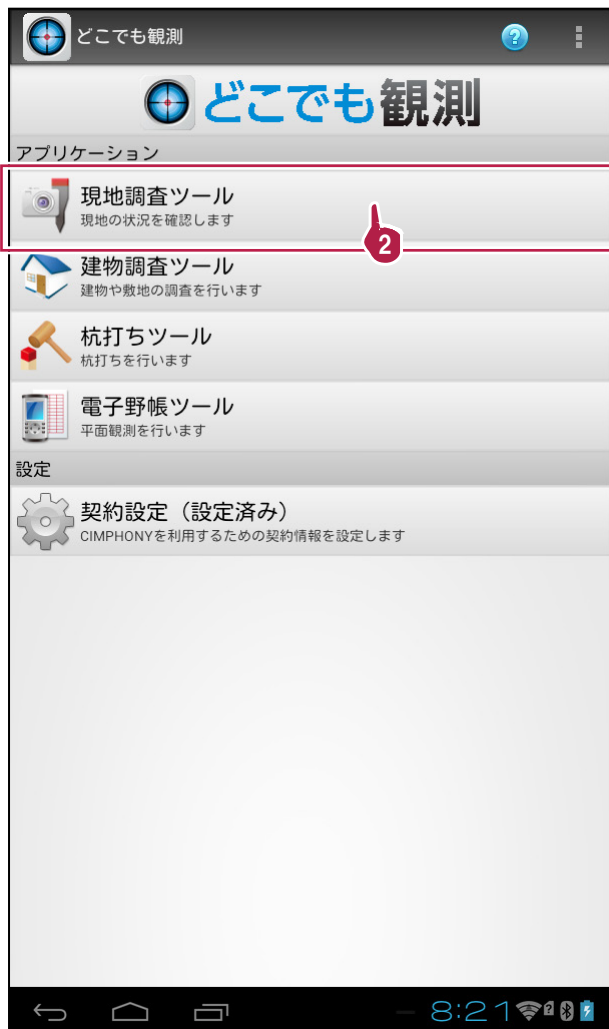 どこでも観測
どこでも観測
アプリケーション
現地調査ツール
現地の状況を確認します
2
建物調査ツール
建物や敷地の調査を行います
杭打ちツール
杭打ちを行います
電子野帳ツール
平面観測を行います
設定
契約設定（設定済み）
CIMPHONYを利用するための契約情報を設定します
8:21